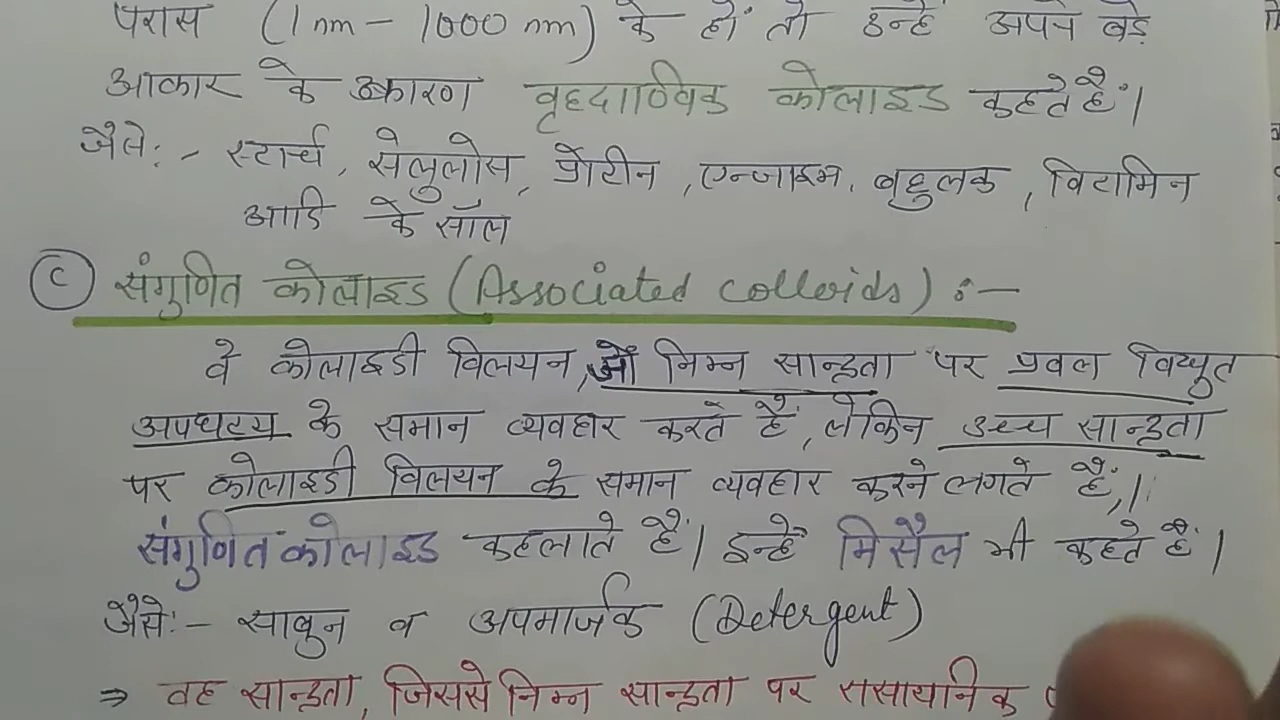 परास (1 nm - 1000 nm) के हों तो उन्हें अपने बड़े
आकार के कारण वृहदाण्विक कोलाइड कहते हैं।
जैसे:- स्टार्च, सेलुलोस, प्रोटीन, एन्जाइम, बहुलक, विटामिन
आदि के सॉल
(C) संगुणित कोलाइड (Associated colloids) :-
वे कोलाइडी विलयन, जो निम्न सान्द्रता पर प्रबल विद्युत
अपघट्य के समान व्यवहार करते हैं, लेकिन उच्च सान्द्रता
पर कोलाइडी विलयन के समान व्यवहार करने लगते हैं,।
संगुणित कोलाइड कहलाते हैं। इन्हें मिसैल भी कहते हैं।
जैसे:- साबुन व अपमार्जक (Detergent)
⇒ वह सान्द्रता, जिससे निम्न सान्द्रता पर रासायनिक